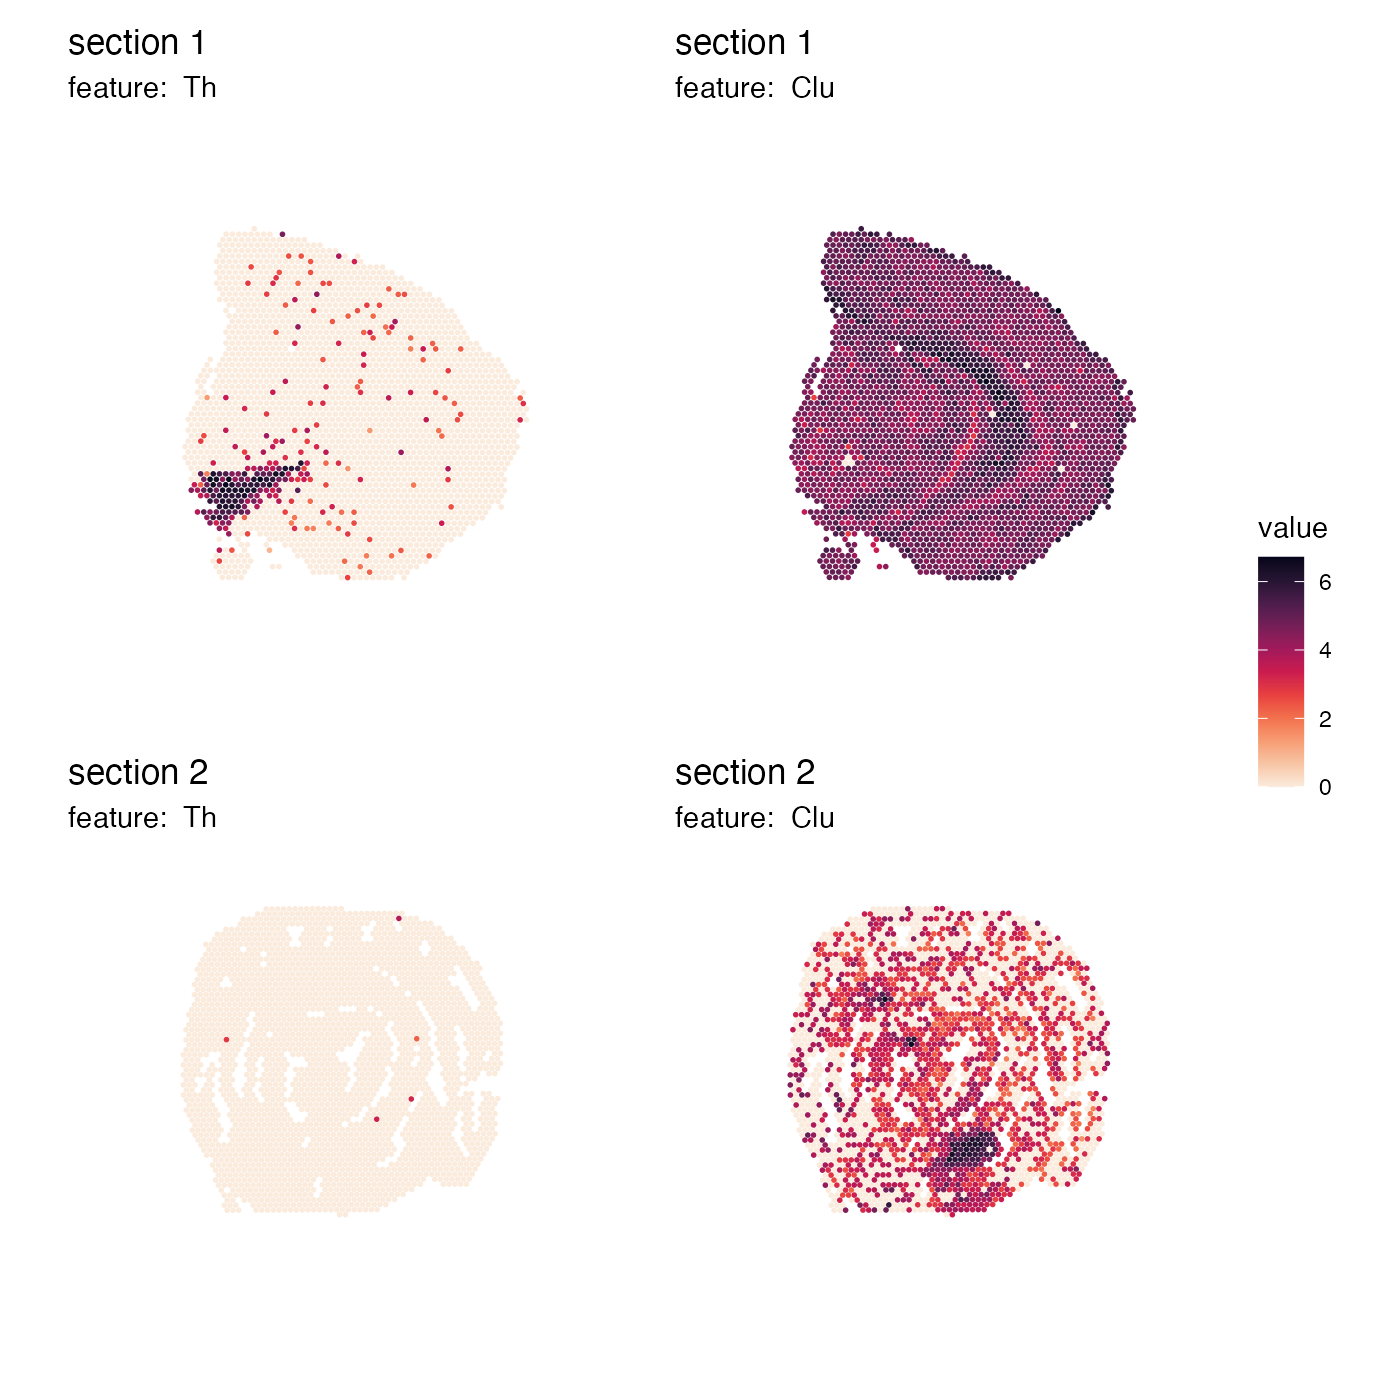 section 1
feature:  Th
section 1
feature:  Clu
value
6
4
2
0
section 2
feature:  Th
section 2
feature:  Clu